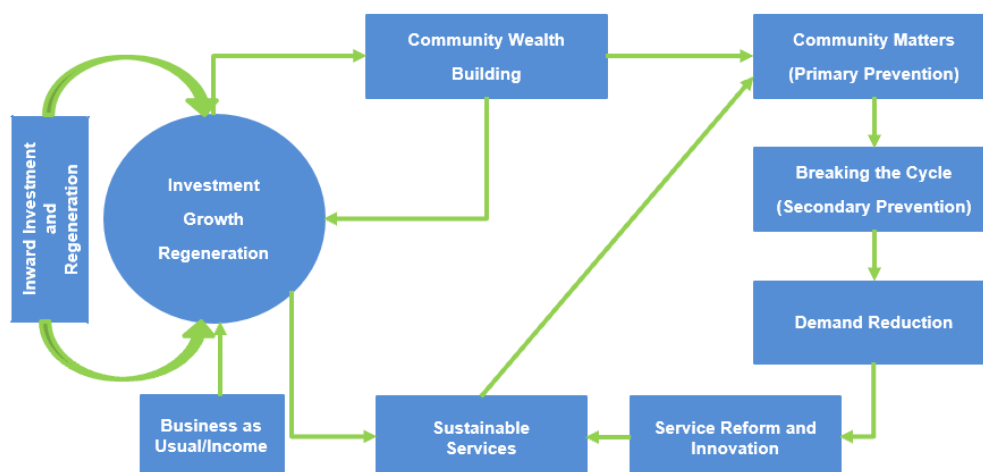 Community Wealth
Building
Community Matters
(Primary Prevention)
Inward Investment
and
Regeneration
Investment
Growth
Regeneration
Breaking the Cycle
(Secondary Prevention)
Demand Reduction
Business as
Usual/Income
Sustainable
Services
Service Reform and
Innovation